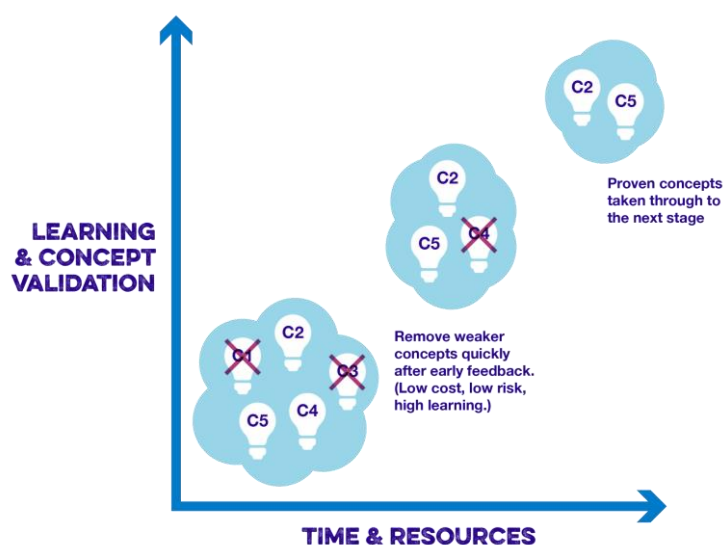 C2
C5
Proven concepts
taken through to
the next stage
C2
C5
C4
LEARNING
& CONCEPT
VALIDATION
Remove weaker
concepts quickly
after early feedback.
(Low cost, low risk,
high learning.)
C1
C2
C3
C5
C4
TIME & RESOURCES